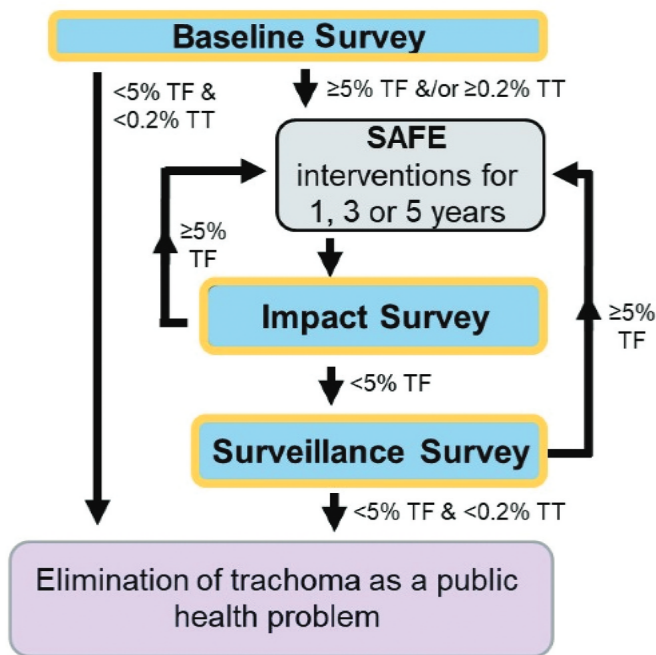 Baseline Survey
<5% TF &
<0.2% TT
≥5% TF &/or ≥0.2% TT
SAFE
interventions for
1, 3 or 5 years
≥5%
TF
Impact Survey
≥5%
TF
<5% TF
Surveillance Survey
<5% TF & <0.2% TT
Elimination of trachoma as a public
health problem